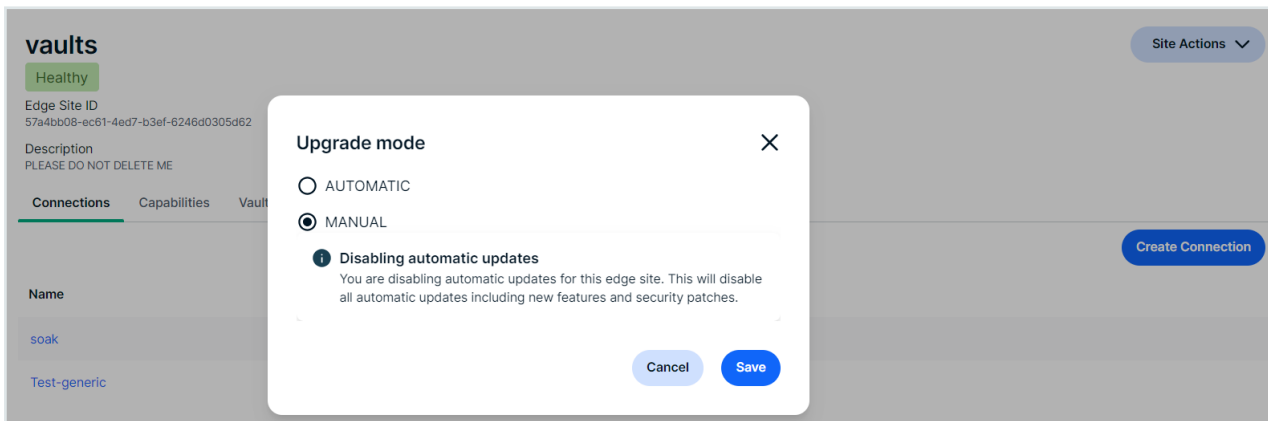 vaults
Site Actions
Healthy
Edge Site ID
57a4bb08-ec61-4ed7-b3ef-6246d0305d62
Description
PLEASE DO NOT DELETE ME
Connections Capabilities Vault
Create Connection
Name
soak
Test-generic
Upgrade mode
AUTOMATIC
MANUAL
Disabling automatic updates
You are disabling automatic updates for this edge site. This will disable
all automatic updates including new features and security patches.
Cancel Save